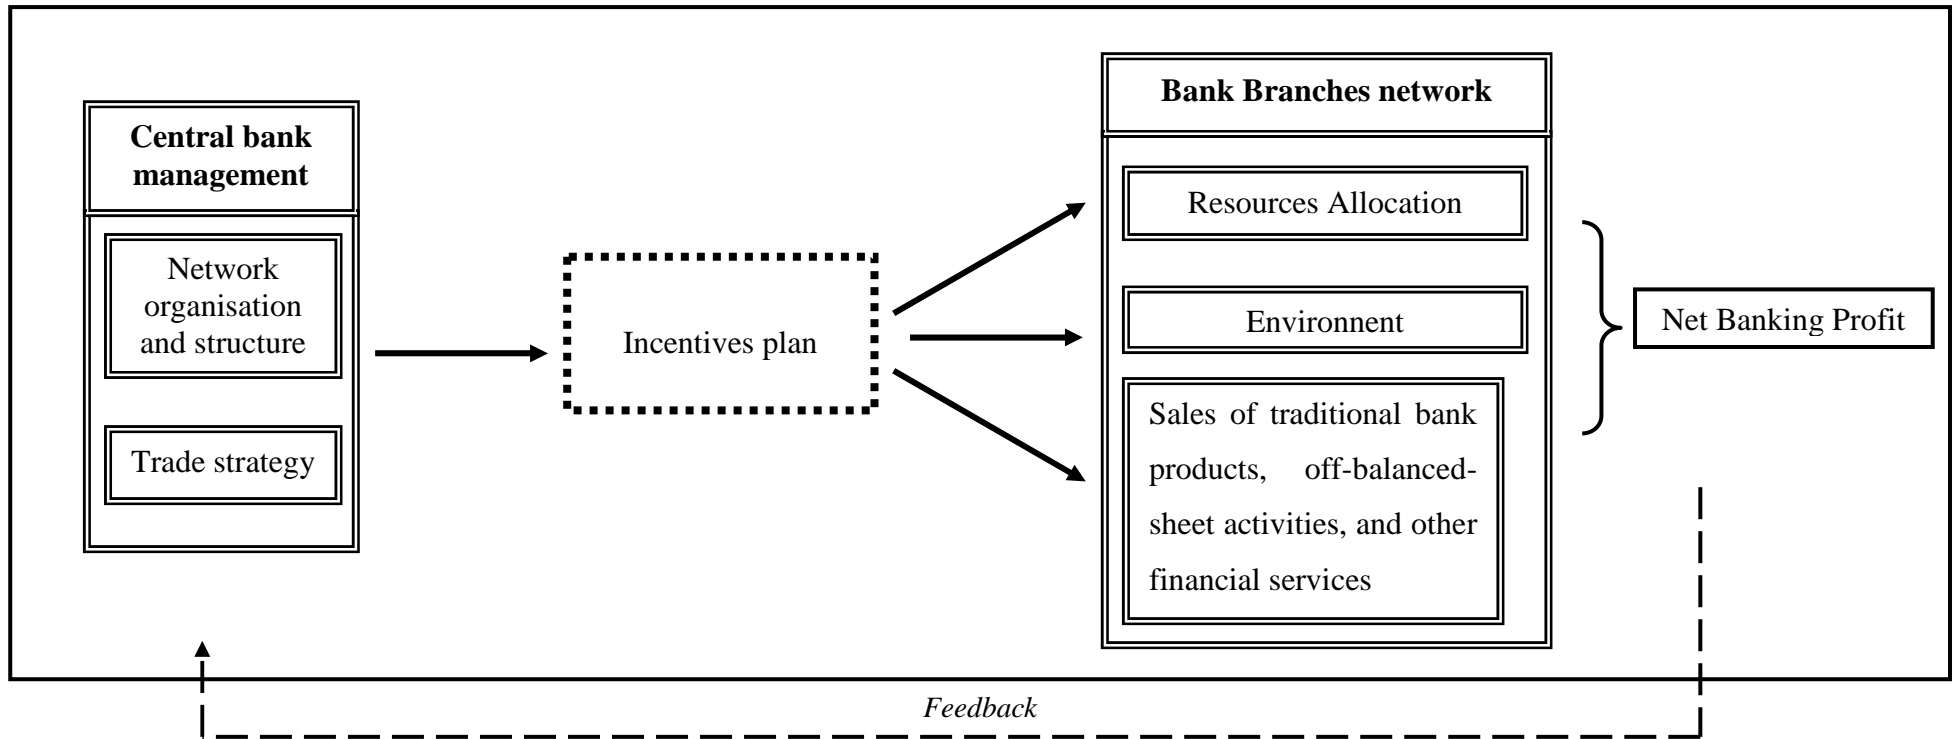 Central bank
management
Network
organisation
and structure
Trade strategy
Incentives plan
Bank Branches network
Resources Allocation
Environnent
Sales of traditional bank
products, off-balanced-
sheet activities, and other
financial services
Net Banking Profit
Feedback